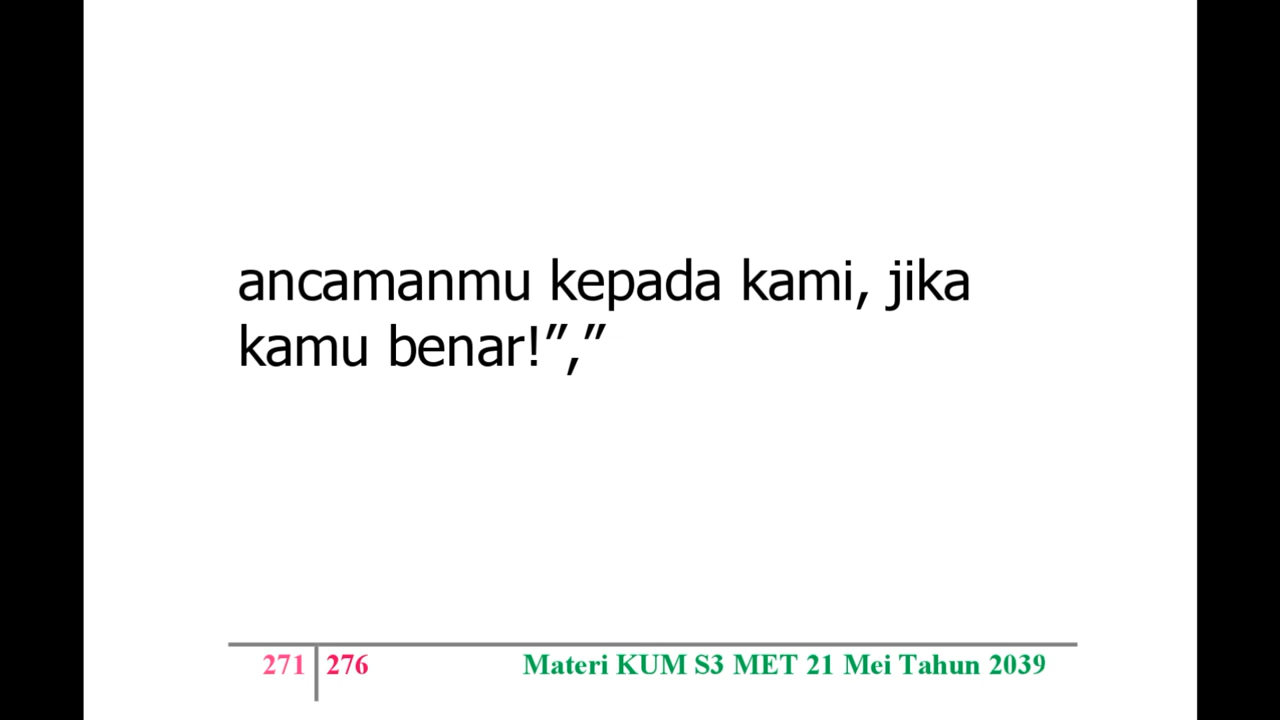 ancamanmu kepada kami, jika
kamu benar!”,”
271 276 Materi KUM S3 MET 21 Mei Tahun 2039